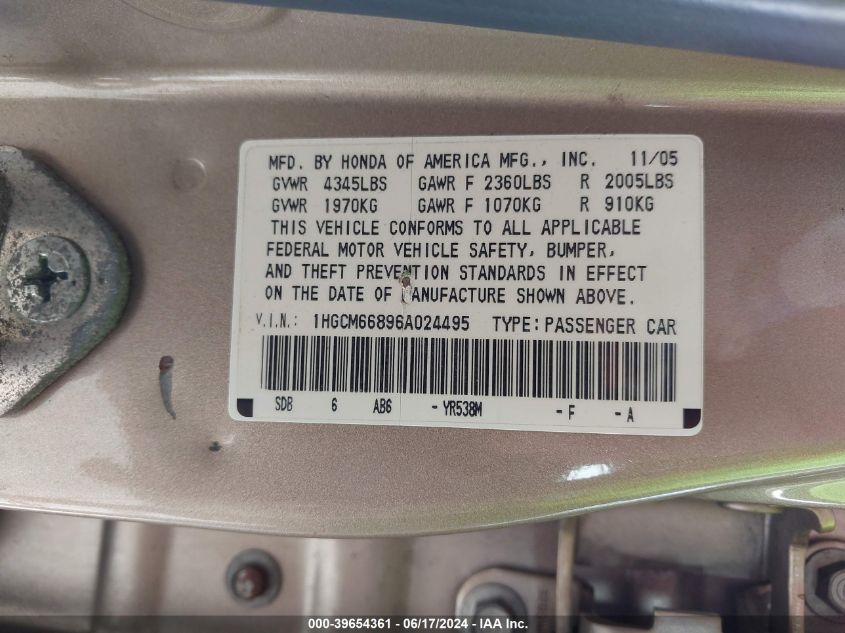 MFD. BY HONDA OF AMERICA MFG., INC. 11/05
GVWR 4345LBS GAWR F 2360LBS R 2005LBS
GVWR 1970KG GAWR F 1070KG R 910KG
THIS VEHICLE CONFORMS TO ALL APPLICABLE
FEDERAL MOTOR VEHICLE SAFETY, BUMPER,
AND THEFT PREVENTION STANDARDS IN EFFECT
ON THE DATE OF MANUFACTURE SHOWN ABOVE.
V.I.N.: 1HGCM66896A024495 TYPE:PASSENGER CAR
SDB 6 AB6 - YR538M - F - A
000-39654361 - 06/17/2024 - IAA Inc.